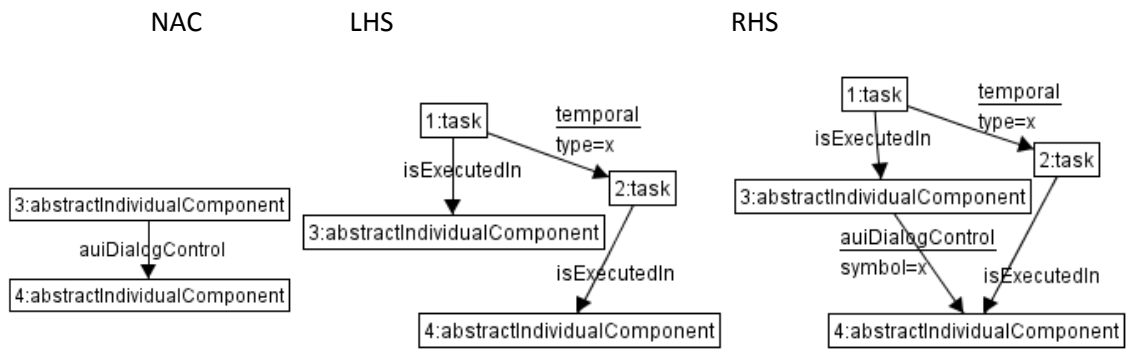 NAC
LHS
RHS
3:abstractIndividualComponent
auiDialogControl
4:abstractIndividualComponent
1:task
temporal
type=x
isExecutedIn
2:task
3:abstractIndividualComponent
isExecutedIn
4:abstractIndividualComponent
1:task
temporal
type=x
isExecutedIn
2:task
3:abstractIndividualComponent
auiDialogControl
symbol=x
isExecutedIn
4:abstractIndividualComponent